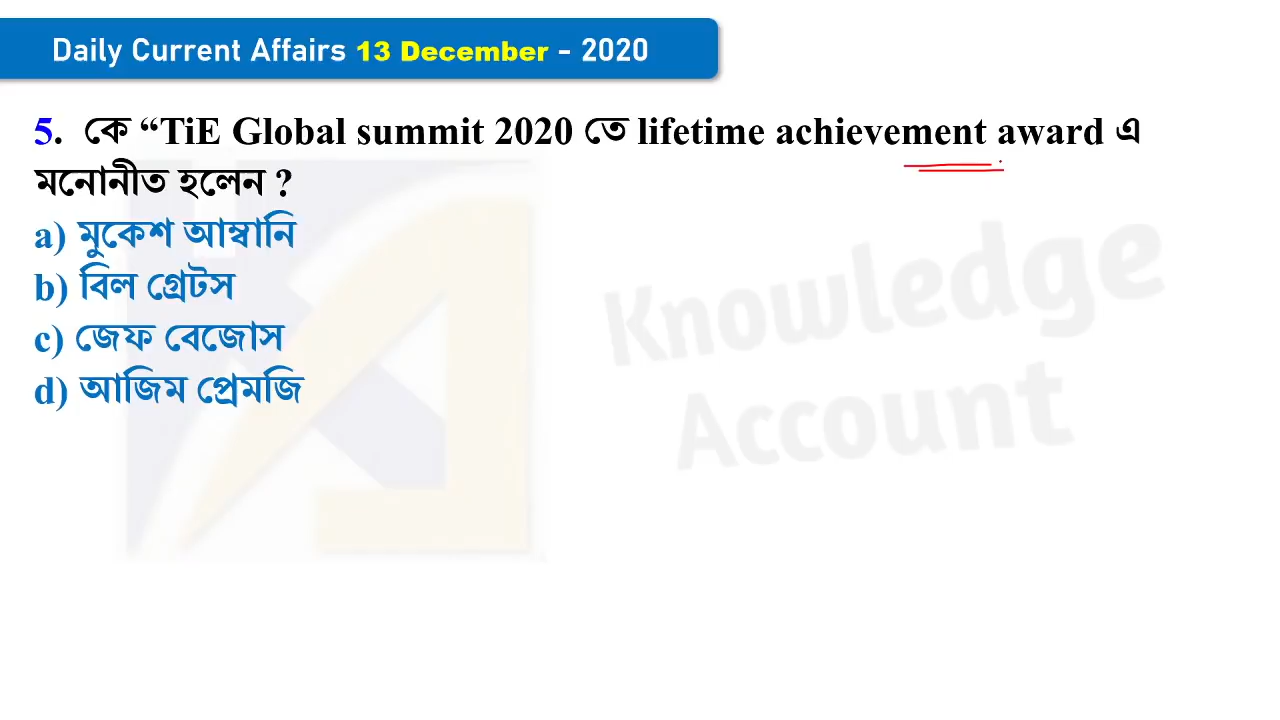 Daily Current Affairs 13 December - 2020
5. কে “TiE Global summit 2020 তে lifetime achievement award এ
মনোনীত হলেন ?
a) মুকেশ আম্বানি
b) বিল গ্রেটস
c) জেফ বেজোস
d) আজিম প্রেমজি
Knowledge
Account